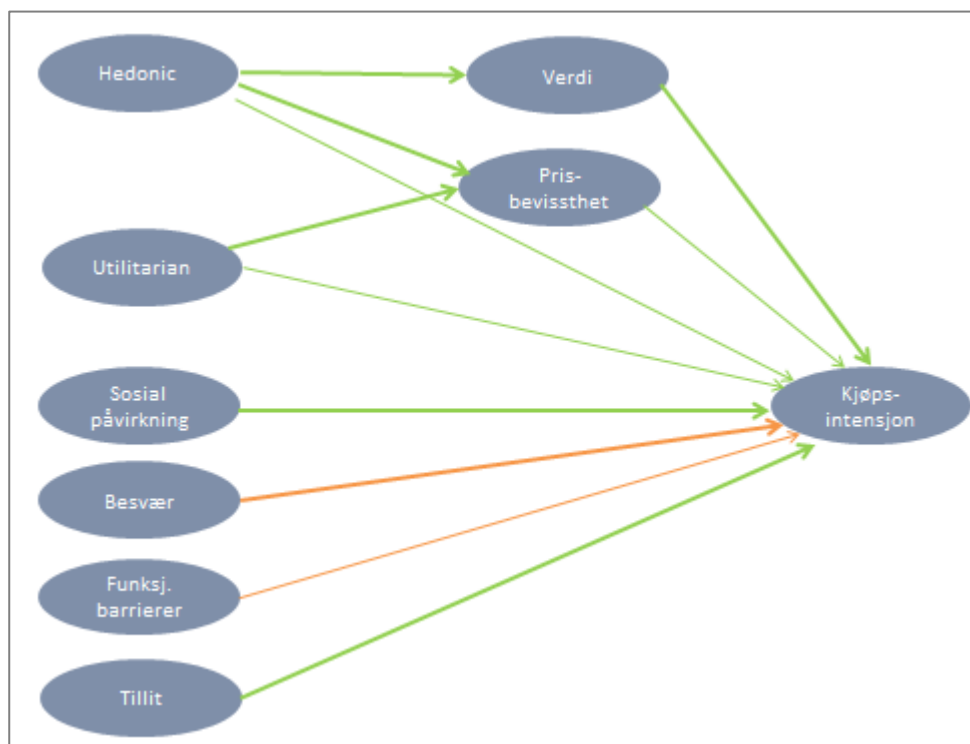 Hedonic
Verdi
Pris-
bevissthet
Utilitarian
Sosial
påvirkning
Kjøps-
intensjon
Besvær
Funksj.
barrierer
Tillit